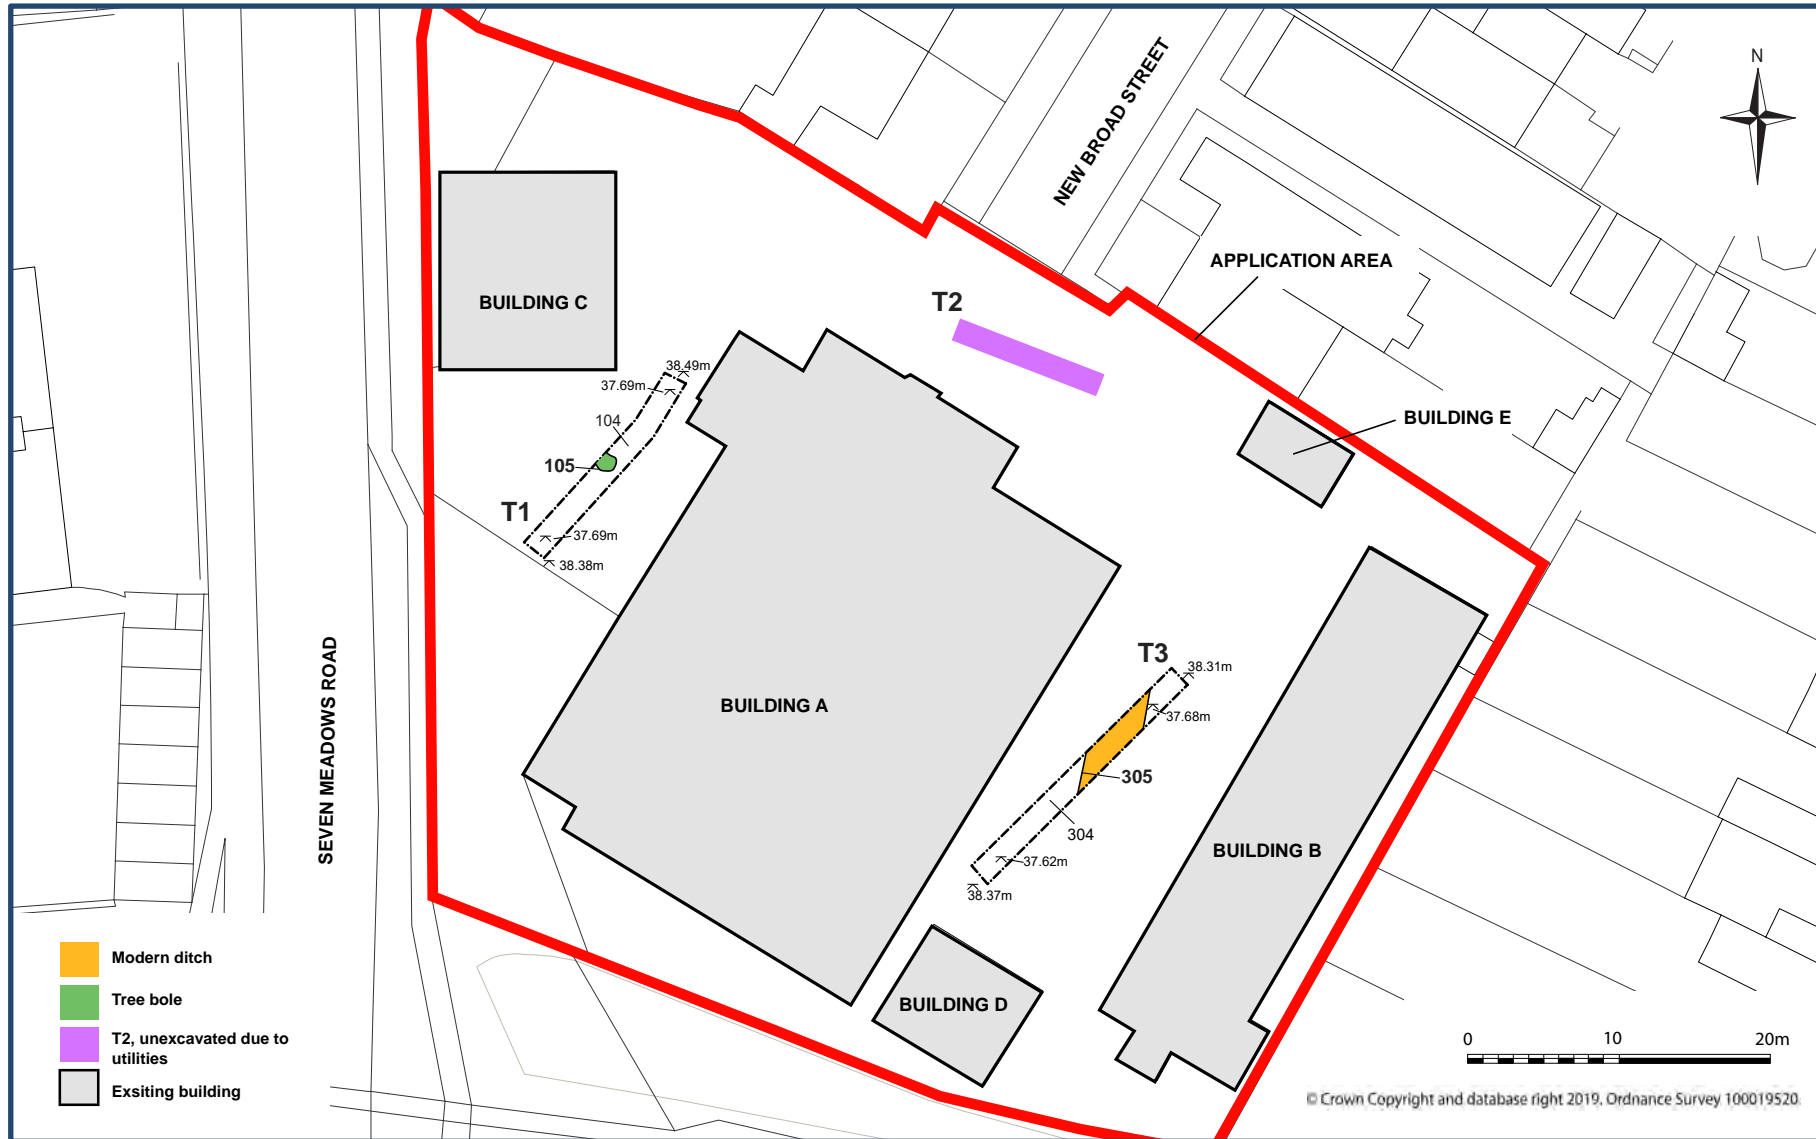 N
NEW BROAD STREET
APPLICATION AREA
BUILDING C
T2
38.49m
37.69m
104
105
T1
37.69m
38.38m
BUILDING E
SEVEN MEADOWS ROAD
BUILDING A
T3
38.31m
37.68m
305
304
37.62m
38.37m
BUILDING B
BUILDING D
Modern ditch
Tree bole
T2, unexcavated due to
utilities
Exsiting building
0 10 20m
© Crown Copyright and database right 2019. Ordnance Survey 100019520.